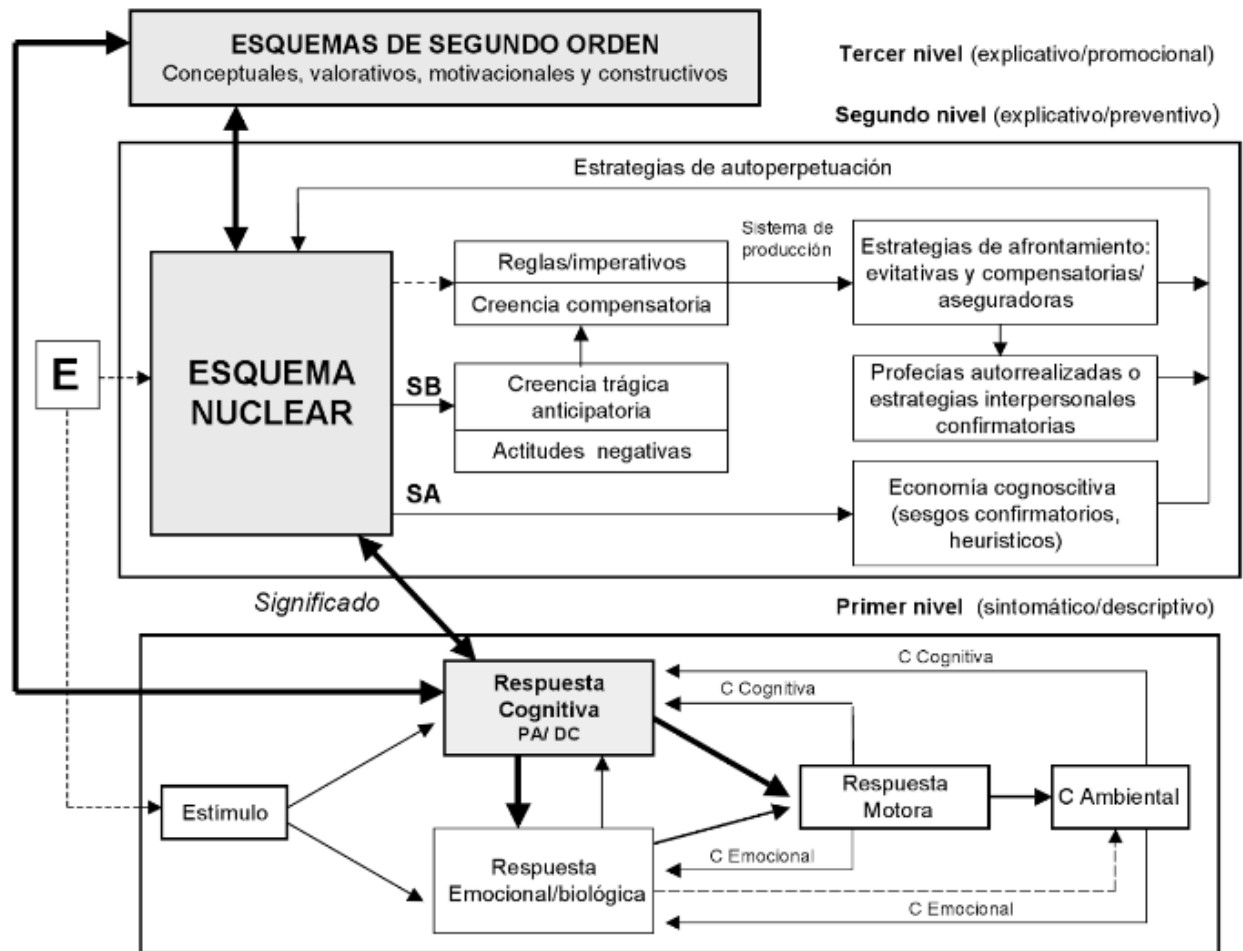 ESQUEMAS DE SEGUNDO ORDEN
Conceptuales, valorativos, motivacionales y constructivos
Tercer nivel (explicativo/promocional)
Segundo nivel (explicativo/preventivo)
Estrategias de autoperpetuación
Reglas/imperativos
Creencia compensatoria
Sistema de
producción
Estrategias de afrontamiento:
evitativas y compensatorias/
aseguradoras
E
ESQUEMA
NUCLEAR
SB
Creencia trágica
anticipatoria
Actitudes negativas
Profecías autorrealizadas o
estrategias interpersonales
confirmatorias
SA
Economía cognoscitiva
(sesgos confirmatorios,
heuristicos)
Significado
Primer nivel (sintomático/descriptivo)
Respuesta
Cognitiva
PA/ DC
C Cognitiva
C Cognitiva
Estímulo
Respuesta
Motora
C Ambiental
Respuesta
Emocional/biológica
C Emocional
C Emocional